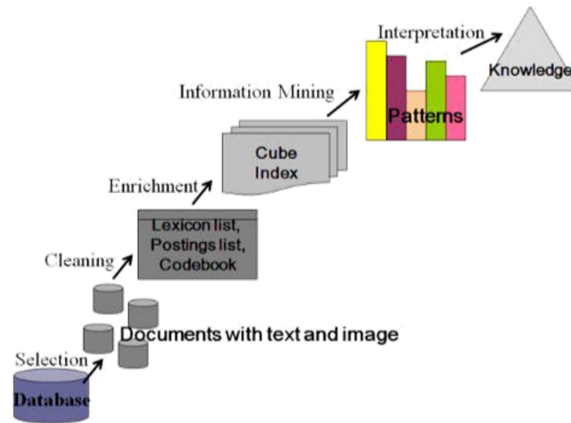 Interpretation
Knowledge
Patterns
Information Mining
Cube
Index
Enrichment
Lexicon list,
Postings list,
Codebook
Cleaning
Documents with text and image
Selection
Database